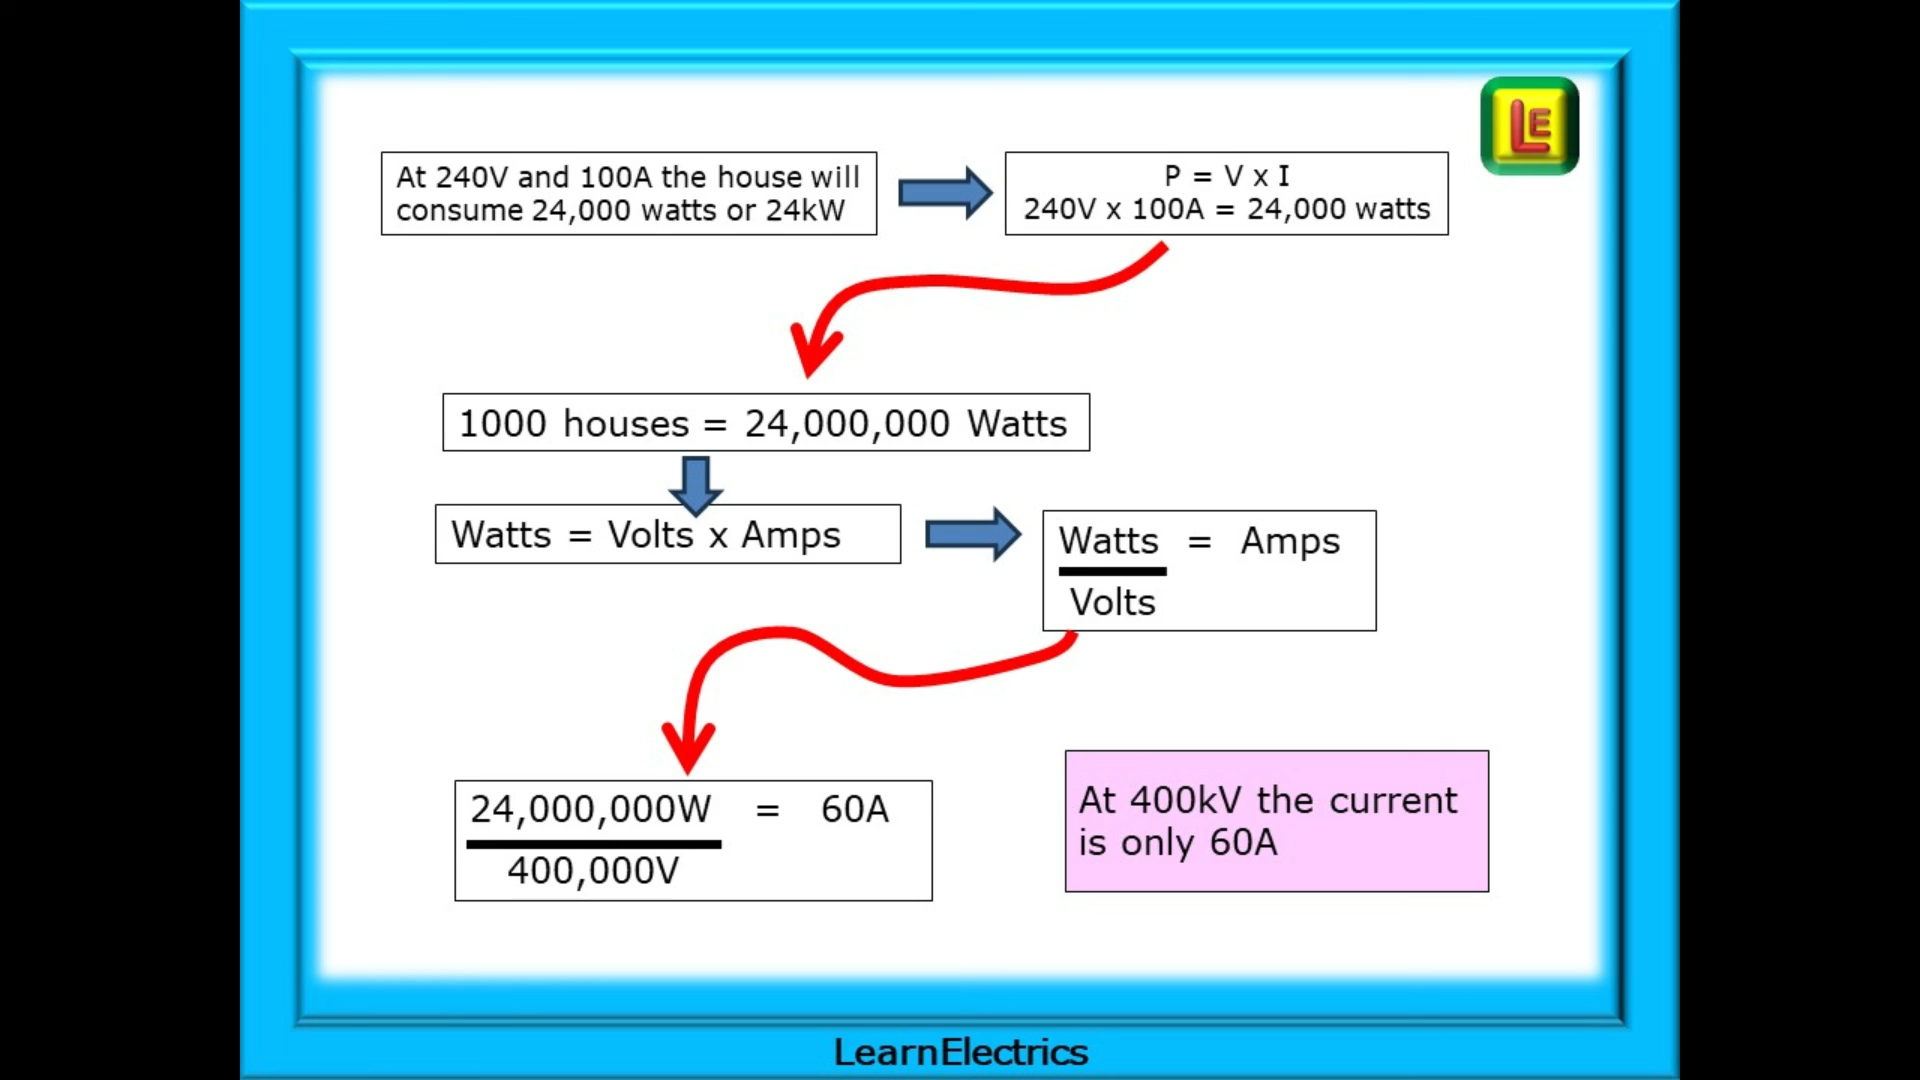 LE
At 240V and 100A the house will
consume 24,000 watts or 24kW
P = V x I
240V x 100A = 24,000 watts
1000 houses = 24,000,000 Watts
Watts = Volts x Amps
Watts = Amps
Volts
24,000,000W = 60A
400,000V
At 400kV the current
is only 60A
LearnElectrics